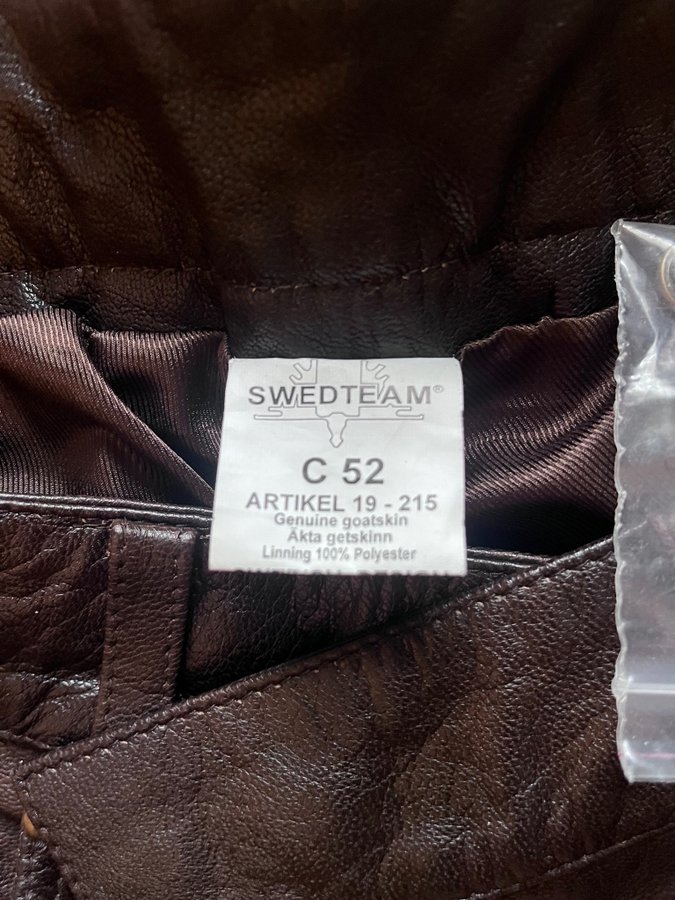 SWEDTEAM®
C 52
ARTIKEL 19 - 215
Genuine goatskin
Äkta getskinn
Linning 100% Polyester